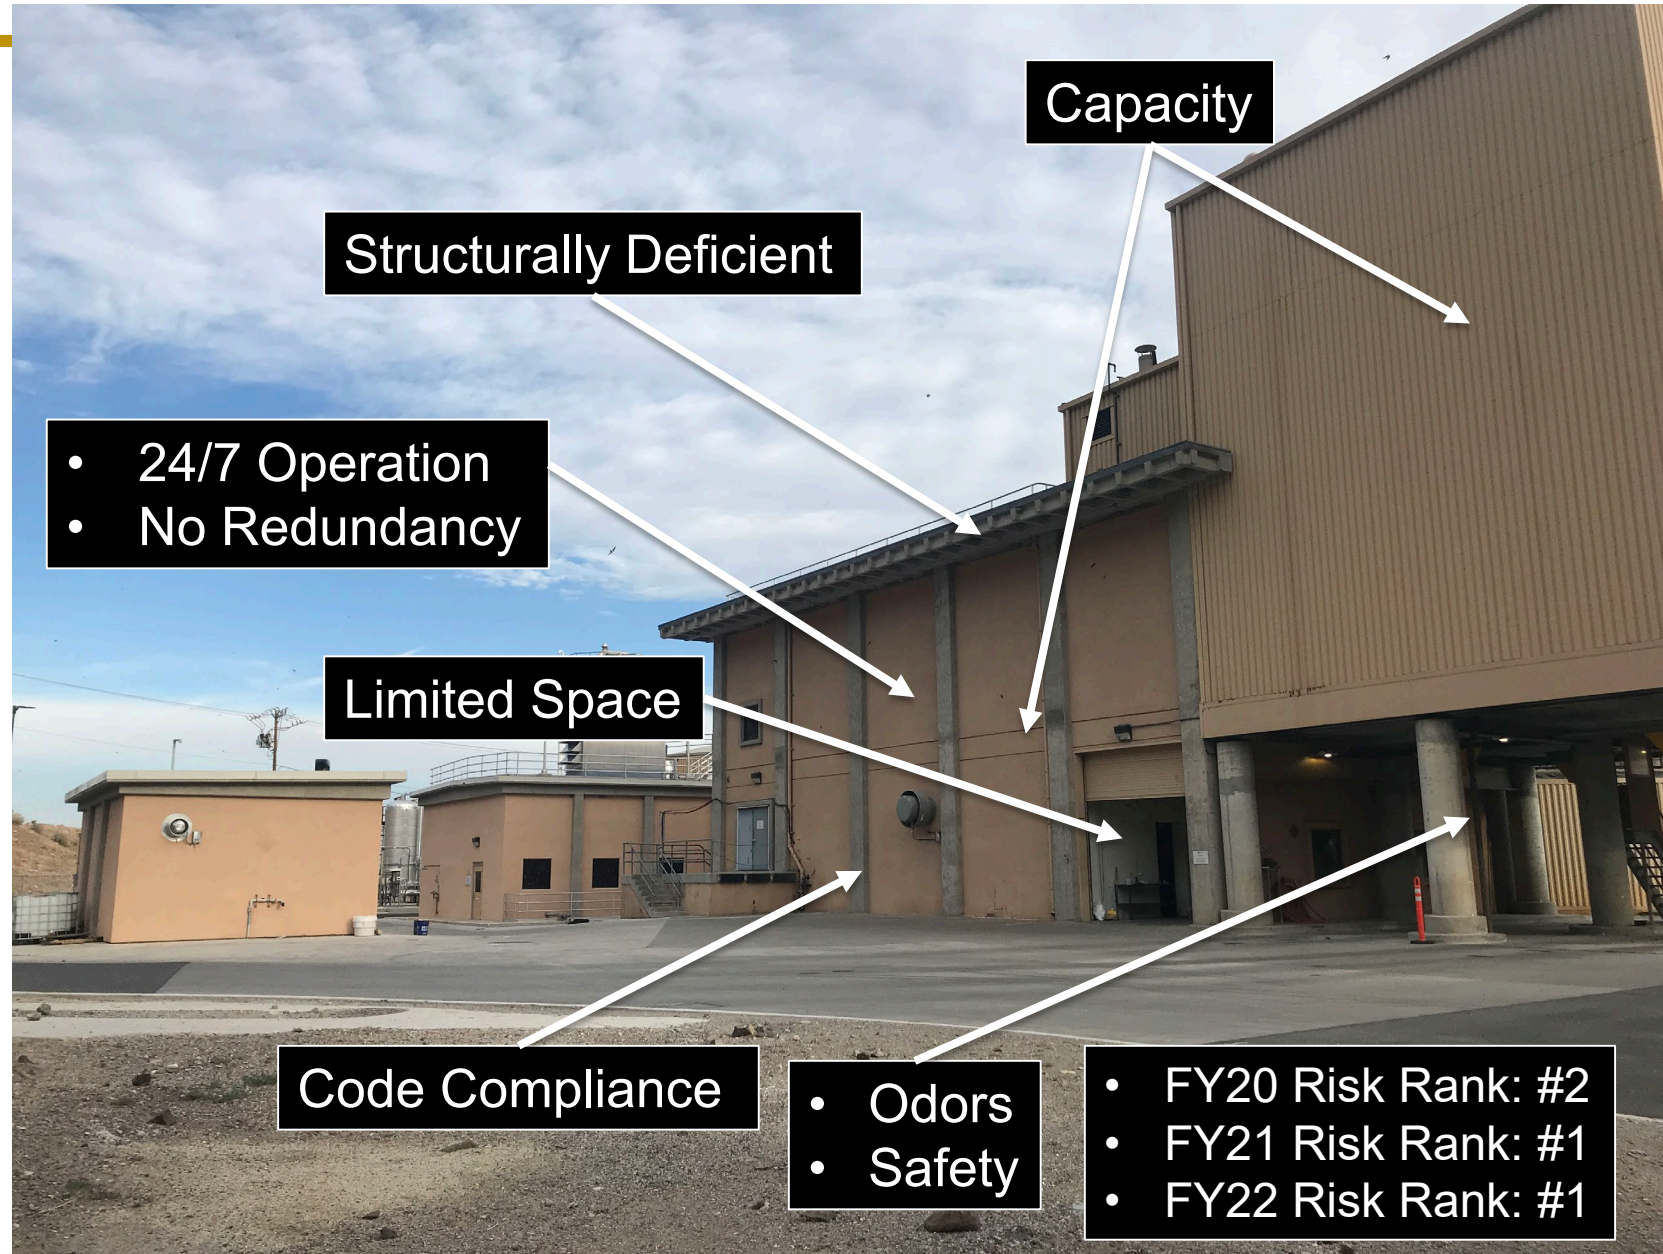 Capacity
Structurally Deficient
• 24/7 Operation
• No Redundancy
Limited Space
Code Compliance
• Odors
• Safety
• FY20 Risk Rank: #2
• FY21 Risk Rank: #1
• FY22 Risk Rank: #1